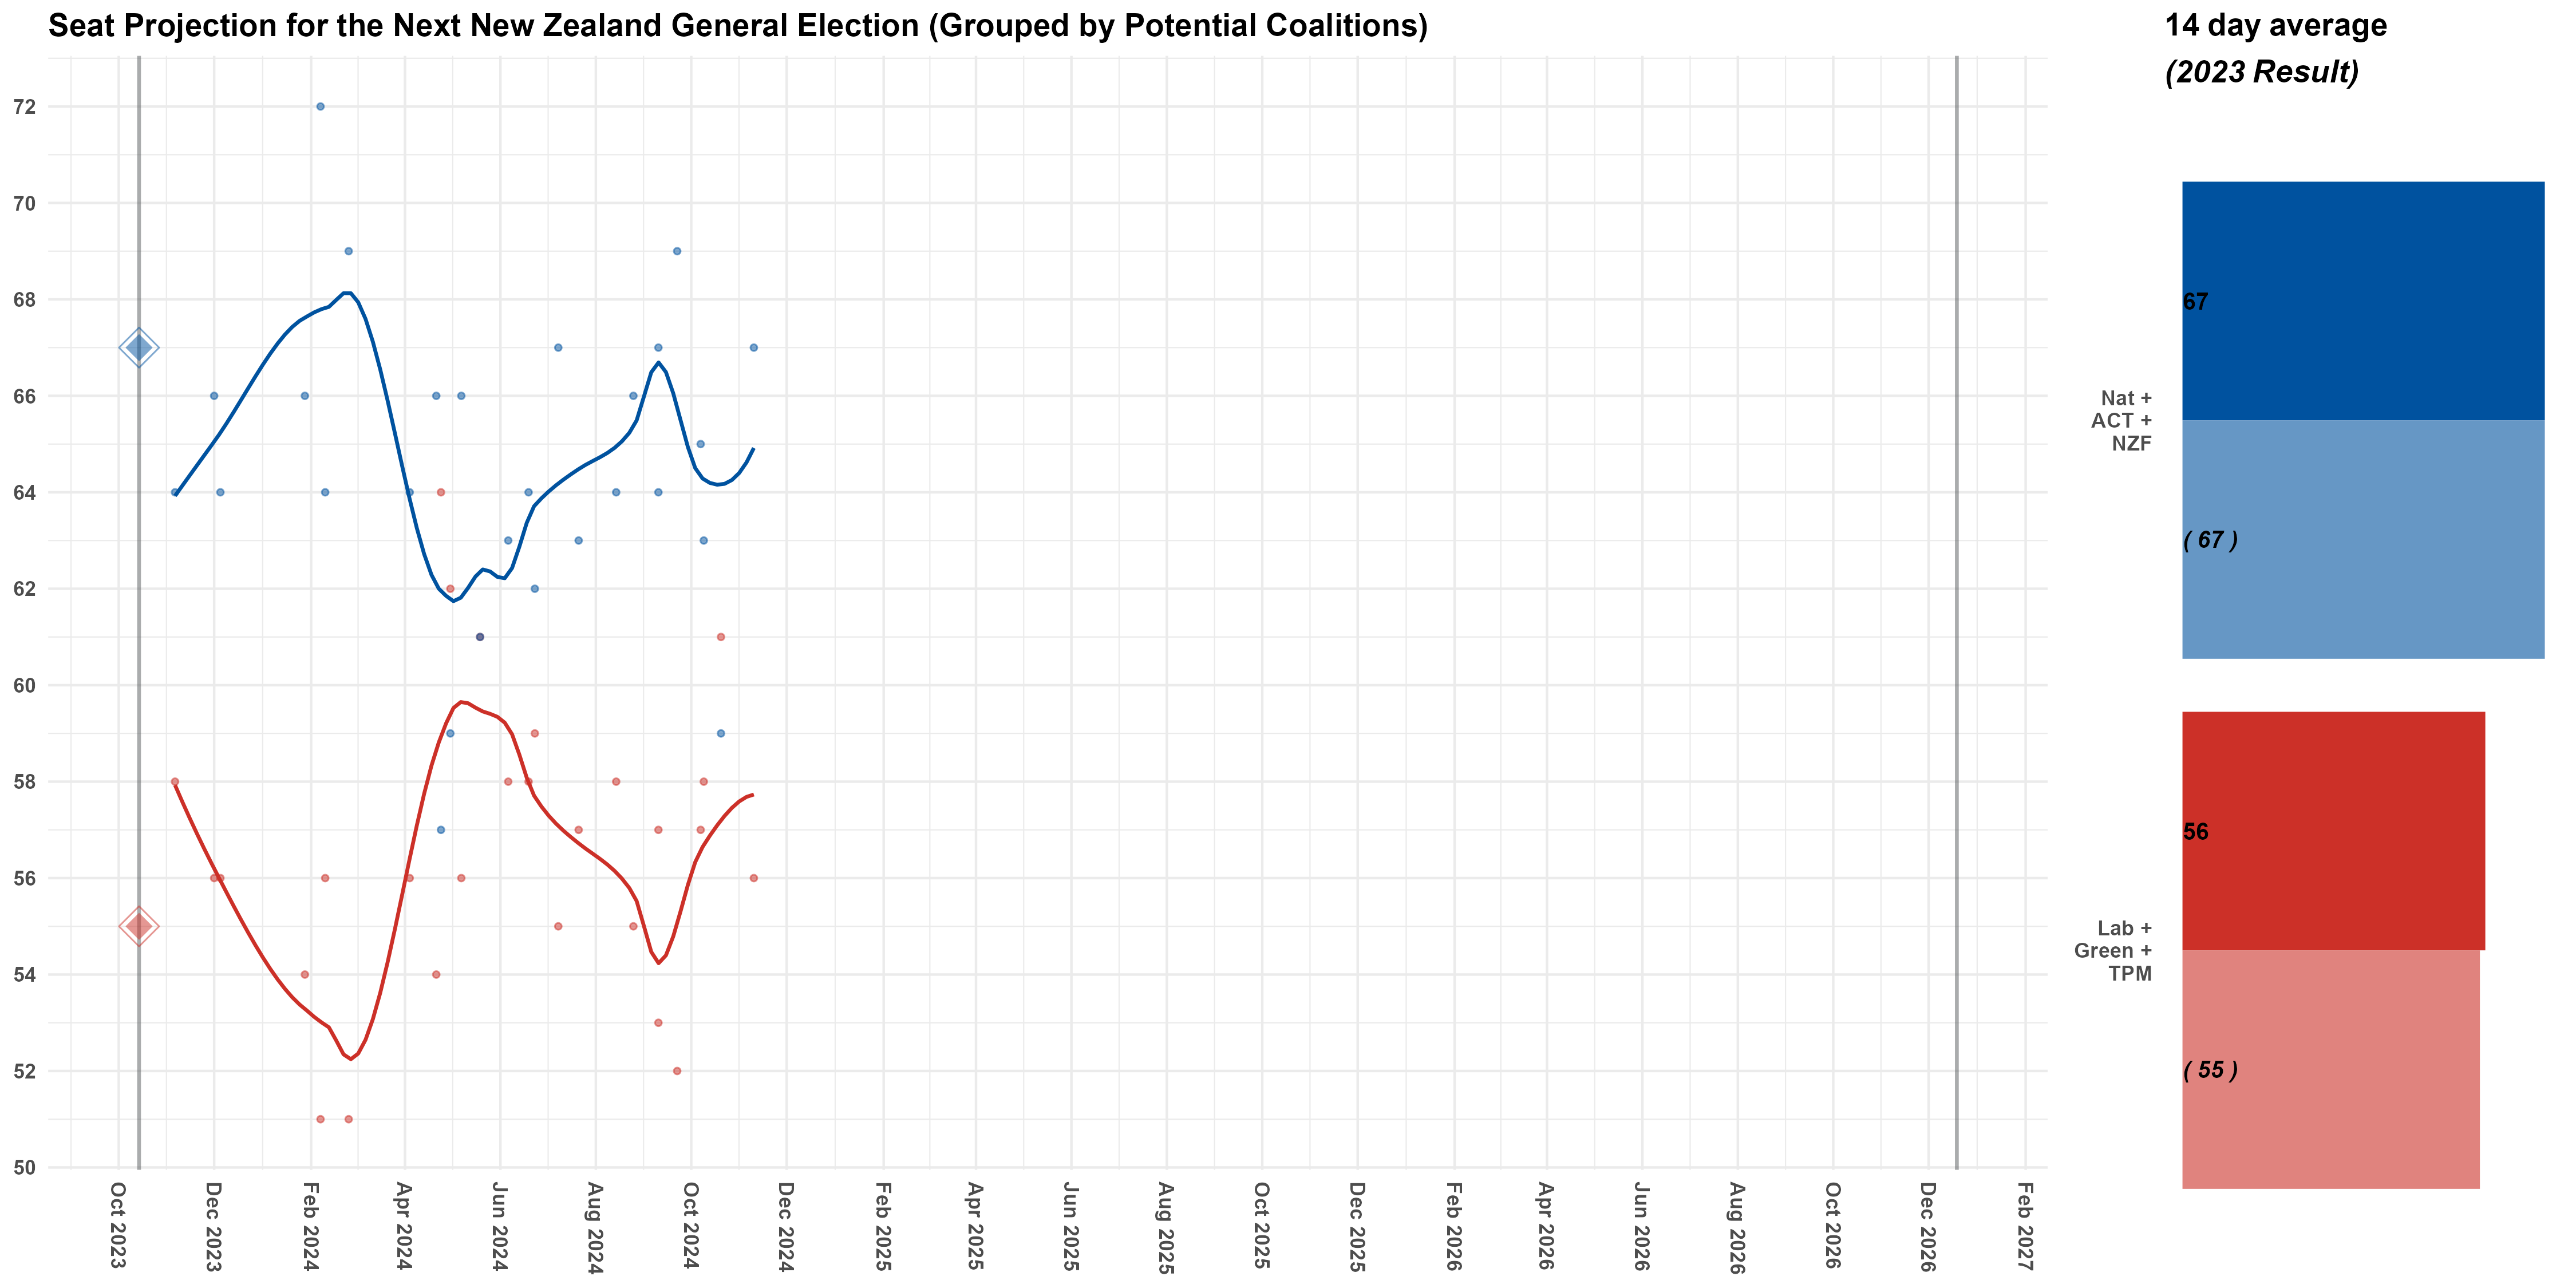 Seat Projection for the Next New Zealand General Election (Grouped by Potential Coalitions)
14 day average
(2023 Result)
72
70
68
66
64
62
60
58
56
54
52
50
Oct 2023
Dec 2023
Feb 2024
Apr 2024
Jun 2024
Aug 2024
Oct 2024
Dec 2024
Feb 2025
Apr 2025
Jun 2025
Aug 2025
Oct 2025
Dec 2025
Feb 2026
Apr 2026
Jun 2026
Aug 2026
Oct 2026
Dec 2026
Feb 2027
Nat +
ACT +
NZF
67
( 67 )
Lab +
Green +
TPM
56
( 55 )